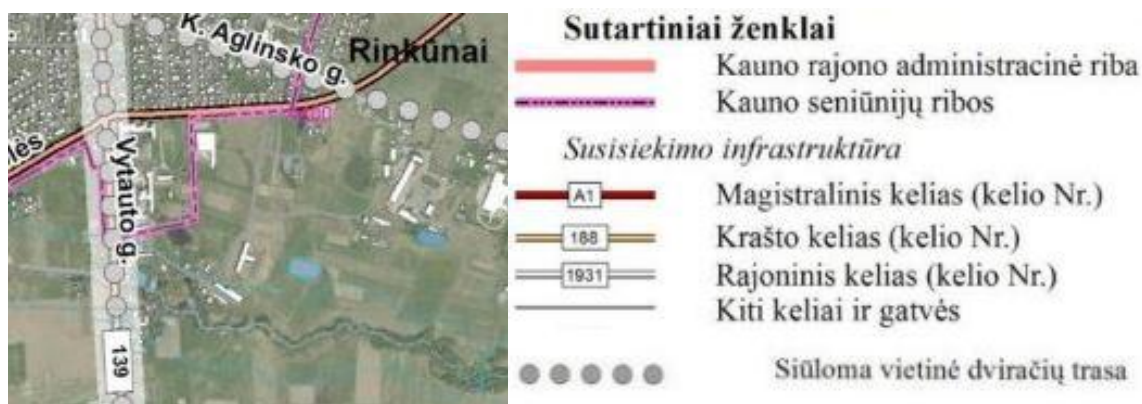 K. Aglinsko g.
Rinkūnai
lės
Vytauto g.
139
Sutartiniai ženklai
Kauno rajono administracinė riba
Kauno seniūnijų ribos
Susisiekimo infrastruktūra
A1
Magistralinis kelias (kelio Nr.)
188
Krašto kelias (kelio Nr.)
1931
Rajoninis kelias (kelio Nr.)
Kiti keliai ir gatvės
Siūloma vietinė dviračių trasa